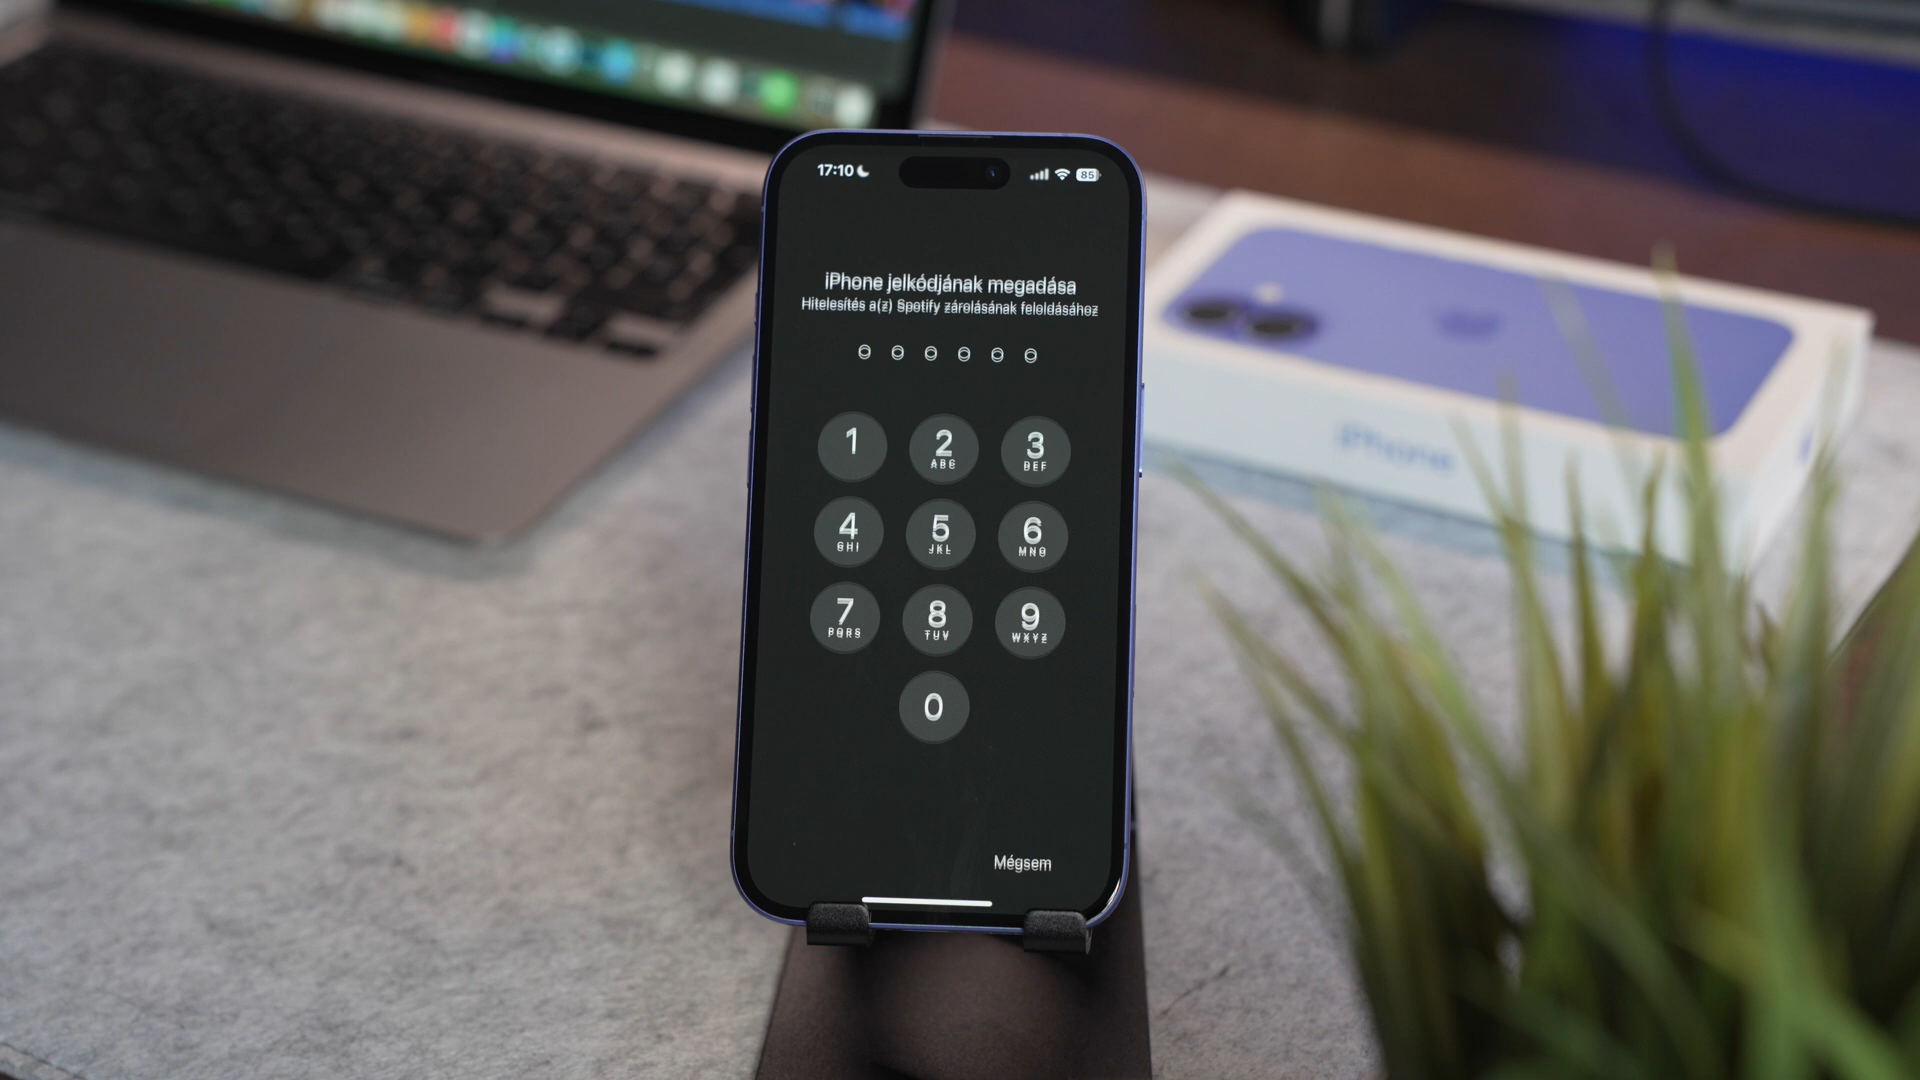 17:10
85
iPhone jelkódjának megadása
Hitelesítés a(z) Spotify zárolásának feloldásához
1
2
ABC
3
DEF
4
GHI
5
JKL
6
MNO
7
PQRS
8
TUV
9
WXYZ
0
Mégsem
iPhone